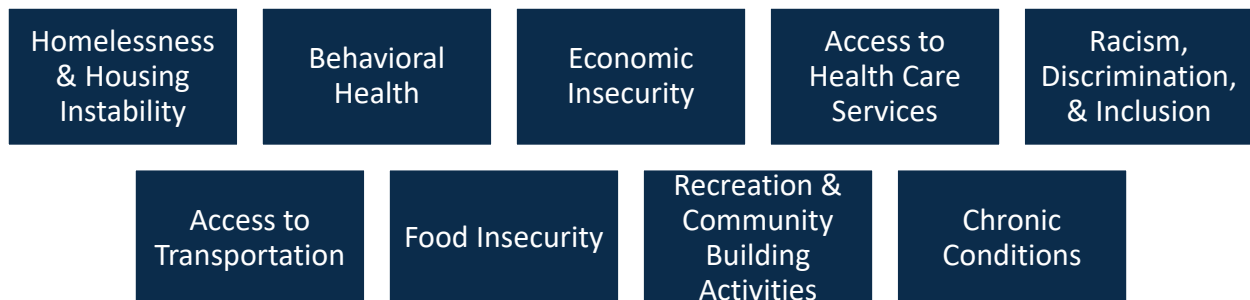 Homelessness
& Housing
Instability
Behavioral
Health
Economic
Insecurity
Access to
Health Care
Services
Racism,
Discrimination,
& Inclusion
Access to
Transportation
Food Insecurity
Recreation &
Community
Building
Activities
Chronic
Conditions